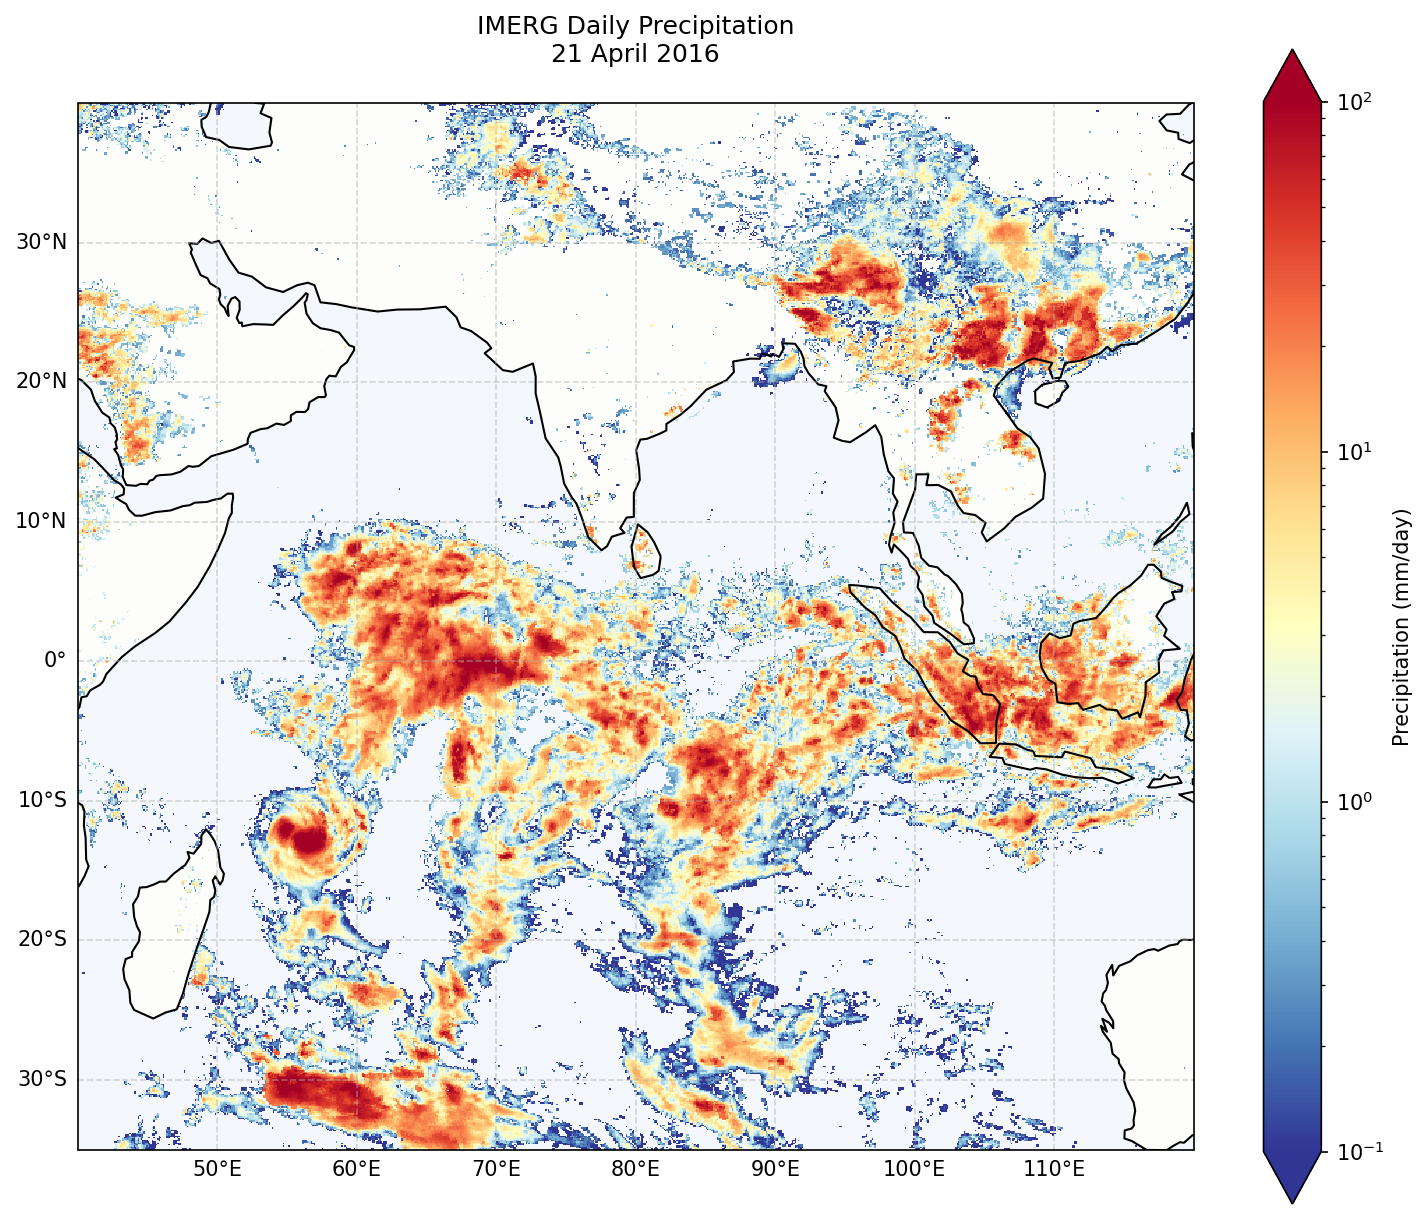 IMERG Daily Precipitation
21 April 2016
30°N
20°N
10°N
0°
10°S
20°S
30°S
50°E 60°E 70°E 80°E 90°E 100°E 110°E
10²
10¹
10⁰
10⁻¹
Precipitation (mm/day)